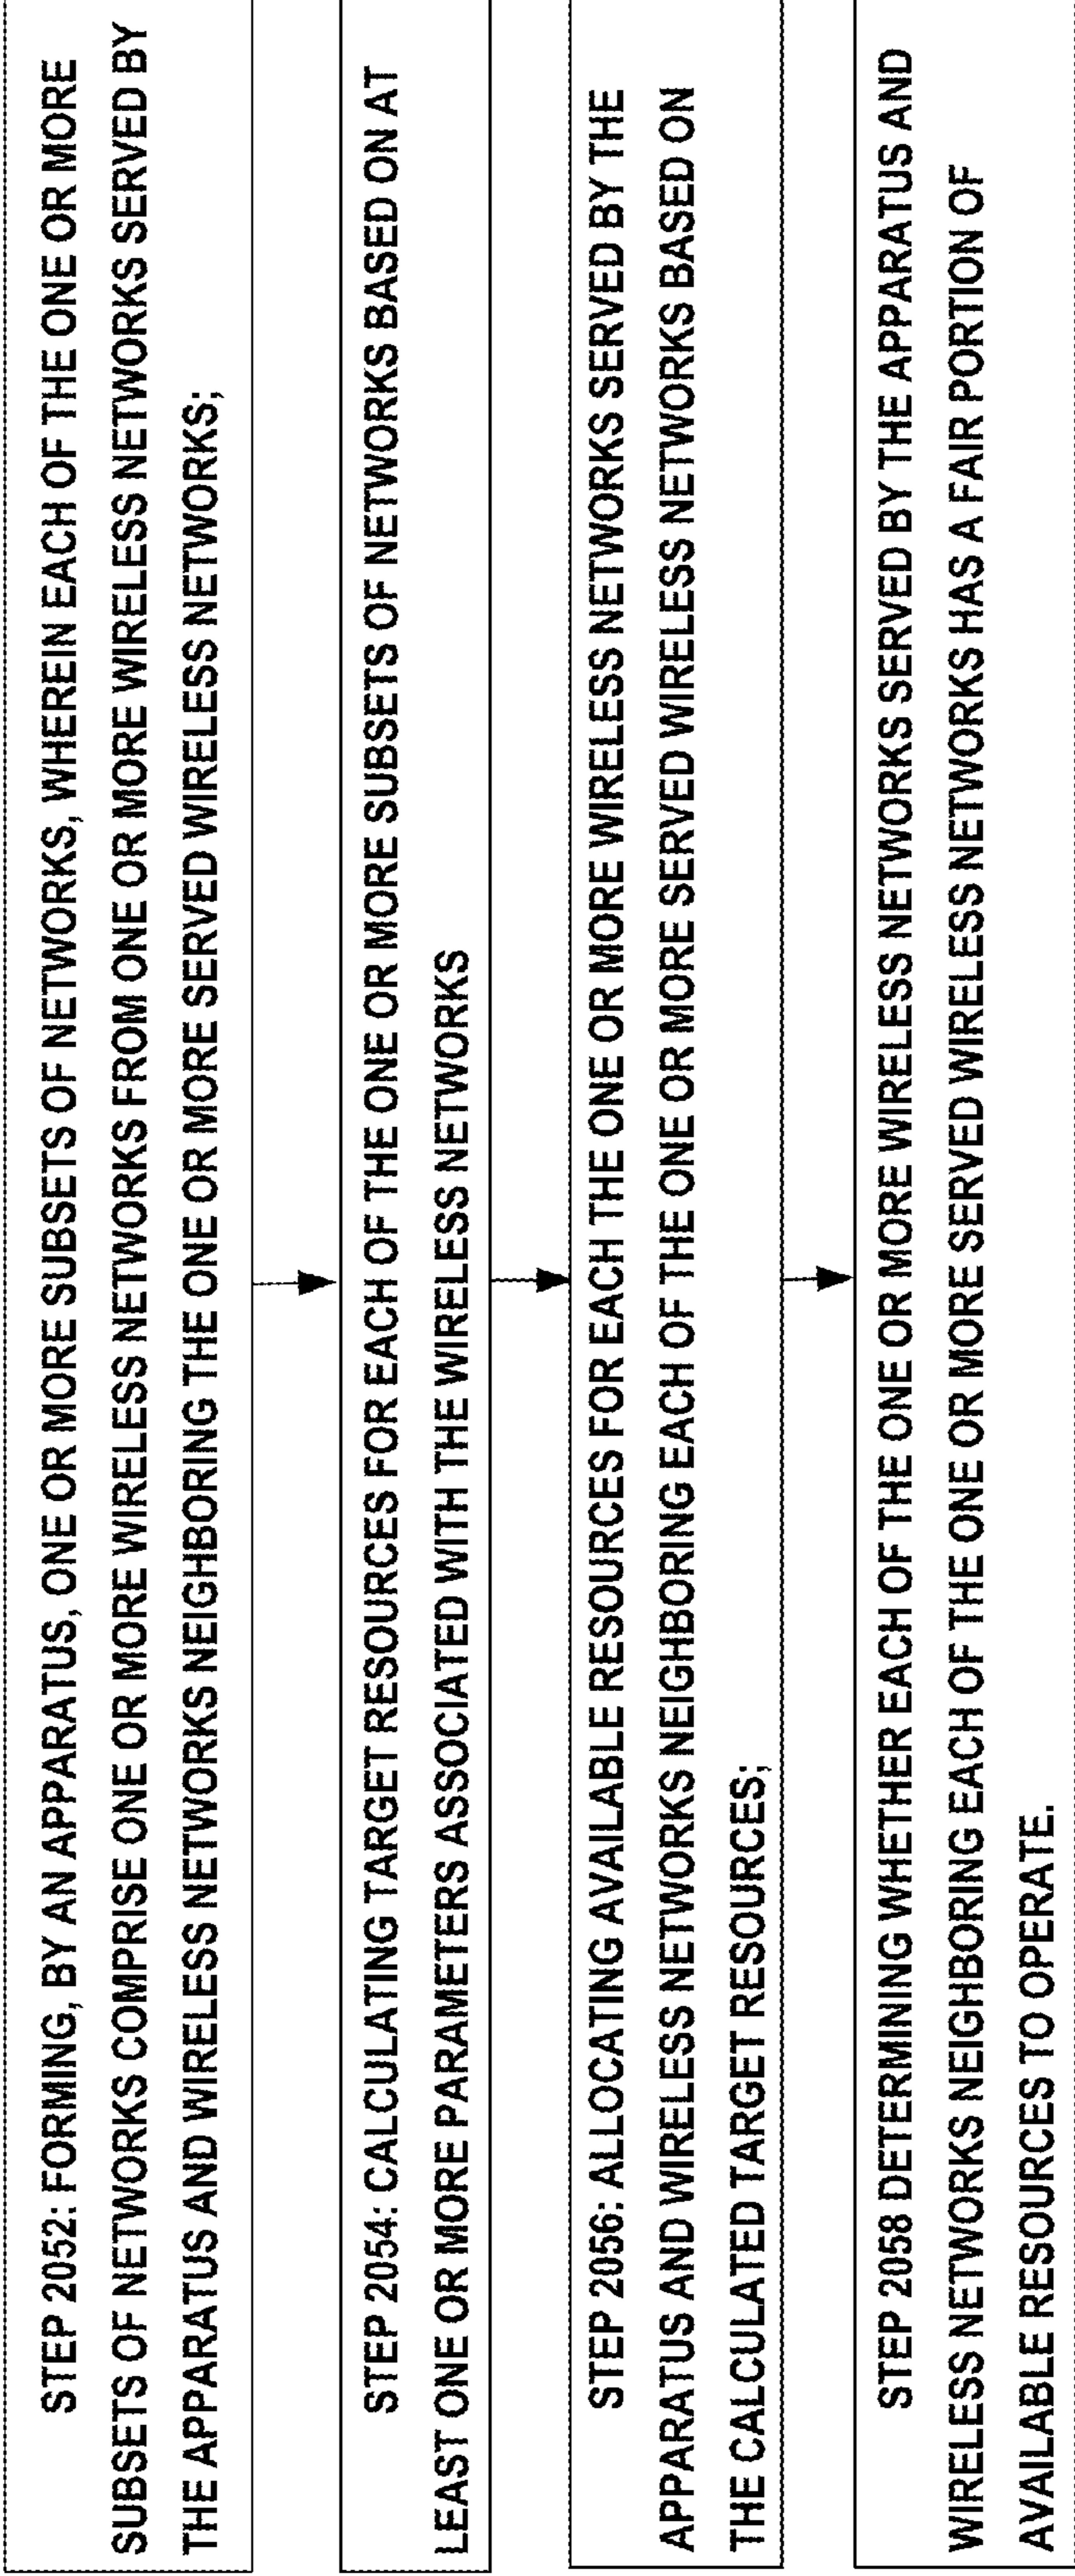 STEP 2052: FORMING, BY AN APPARATUS, ONE OR MORE SUBSETS OF NETWORKS, WHEREIN EACH OF THE ONE OR MORE
SUBSETS OF NETWORKS COMPRISE ONE OR MORE WIRELESS NETWORKS FROM ONE OR MORE WIRELESS NETWORKS SERVED BY
THE APPARATUS AND WIRELESS NETWORKS NEIGHBORING THE ONE OR MORE SERVED WIRELESS NETWORKS;
STEP 2054: CALCULATING TARGET RESOURCES FOR EACH OF THE ONE OR MORE SUBSETS OF NETWORKS BASED ON AT
LEAST ONE OR MORE PARAMETERS ASSOCIATED WITH THE WIRELESS NETWORKS
STEP 2056: ALLOCATING AVAILABLE RESOURCES FOR EACH THE ONE OR MORE WIRELESS NETWORKS SERVED BY THE
APPARATUS AND WIRELESS NETWORKS NEIGHBORING EACH OF THE ONE OR MORE SERVED WIRELESS NETWORKS BASED ON
THE CALCULATED TARGET RESOURCES;
STEP 2058 DETERMINING WHETHER EACH OF THE ONE OR MORE WIRELESS NETWORKS SERVED BY THE APPARATUS AND
WIRELESS NETWORKS NEIGHBORING EACH OF THE ONE OR MORE SERVED WIRELESS NETWORKS HAS A FAIR PORTION OF
AVAILABLE RESOURCES TO OPERATE.